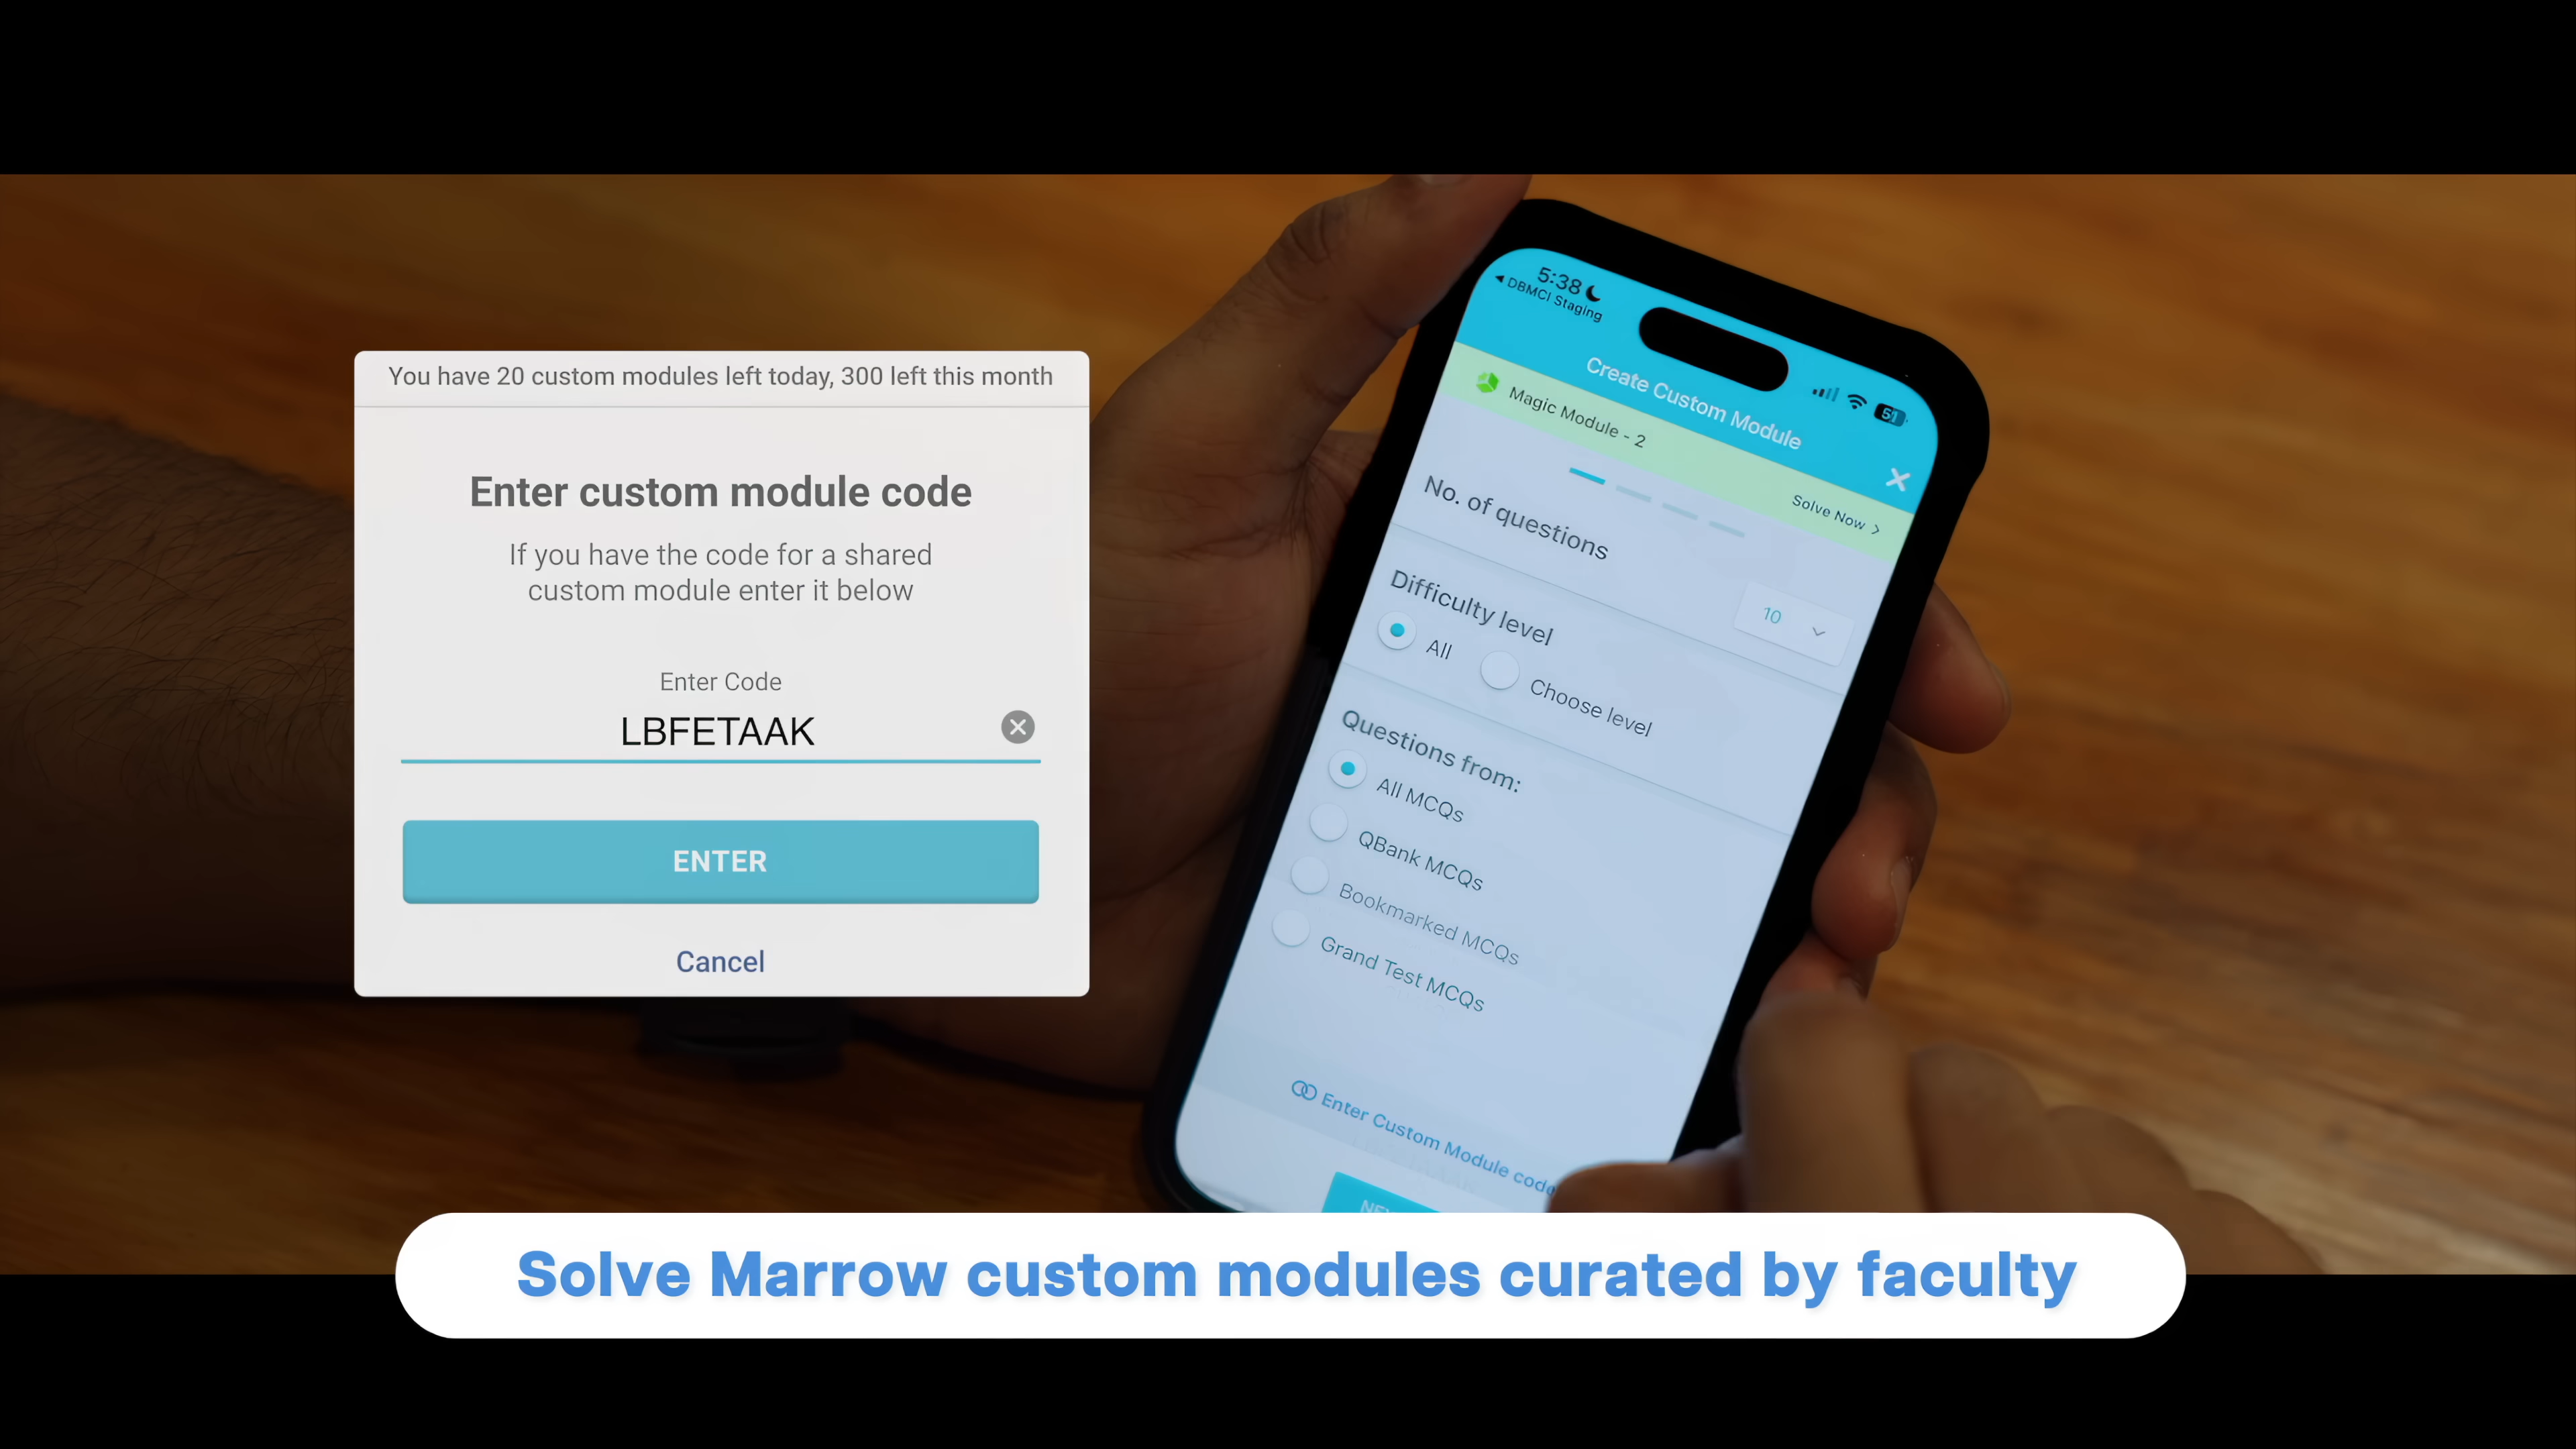 You have 20 custom modules left today, 300 left this month
Enter custom module code
If you have the code for a shared
custom module enter it below
Enter Code
LBFETAAK
ENTER
Cancel
5:38
DBMCI Staging
51
Create Custom Module
Magic Module - 2
Solve Now >
No. of questions
10
Difficulty level
All
Choose level
Questions from:
All MCQs
QBank MCQs
Bookmarked MCQs
Grand Test MCQs
Enter Custom Module code
Solve Marrow custom modules curated by faculty